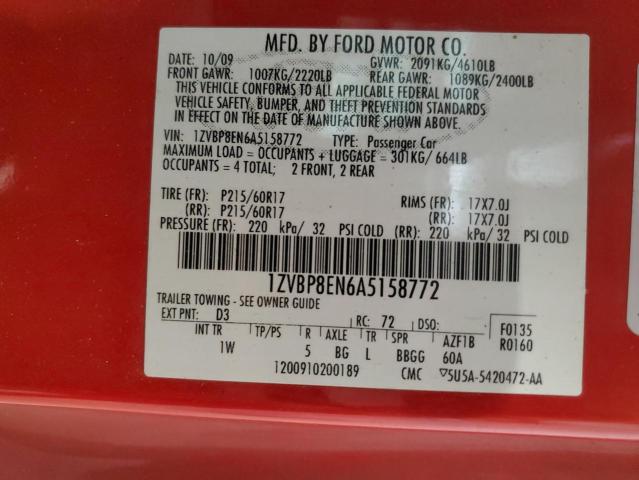 MFD. BY FORD MOTOR CO.
DATE: 10/09 GVWR: 2091KG/4610LB
FRONT GAWR: 1007KG/2220LB REAR GAWR: 1089KG/2400LB
THIS VEHICLE CONFORMS TO ALL APPLICABLE FEDERAL MOTOR
VEHICLE SAFETY, BUMPER, AND THEFT PREVENTION STANDARDS
IN EFFECT ON THE DATE OF MANUFACTURE SHOWN ABOVE.
VIN: 1ZVBP8EN6A5158772 TYPE: Passenger Car
MAXIMUM LOAD = OCCUPANTS + LUGGAGE = 301KG/ 664LB
OCCUPANTS = 4 TOTAL; 2 FRONT, 2 REAR
TIRE (FR): P215/60R17 RIMS (FR): 17X7.0J
(RR): P215/60R17 (RR): 17X7.0J
PRESSURE (FR): 220 kPa/ 32 PSI COLD (RR): 220 kPa/ 32 PSI COLD
1ZVBP8EN6A5158772
TRAILER TOWING - SEE OWNER GUIDE
EXT PNT: D3 RC: 72 DSO: F0135
INT TR TP/PS R AXLE TR SPR AZF1B R0160
1W 5 BG L BBGG 60A
1200910200189 CMC ▽5U5A-5420472-AA